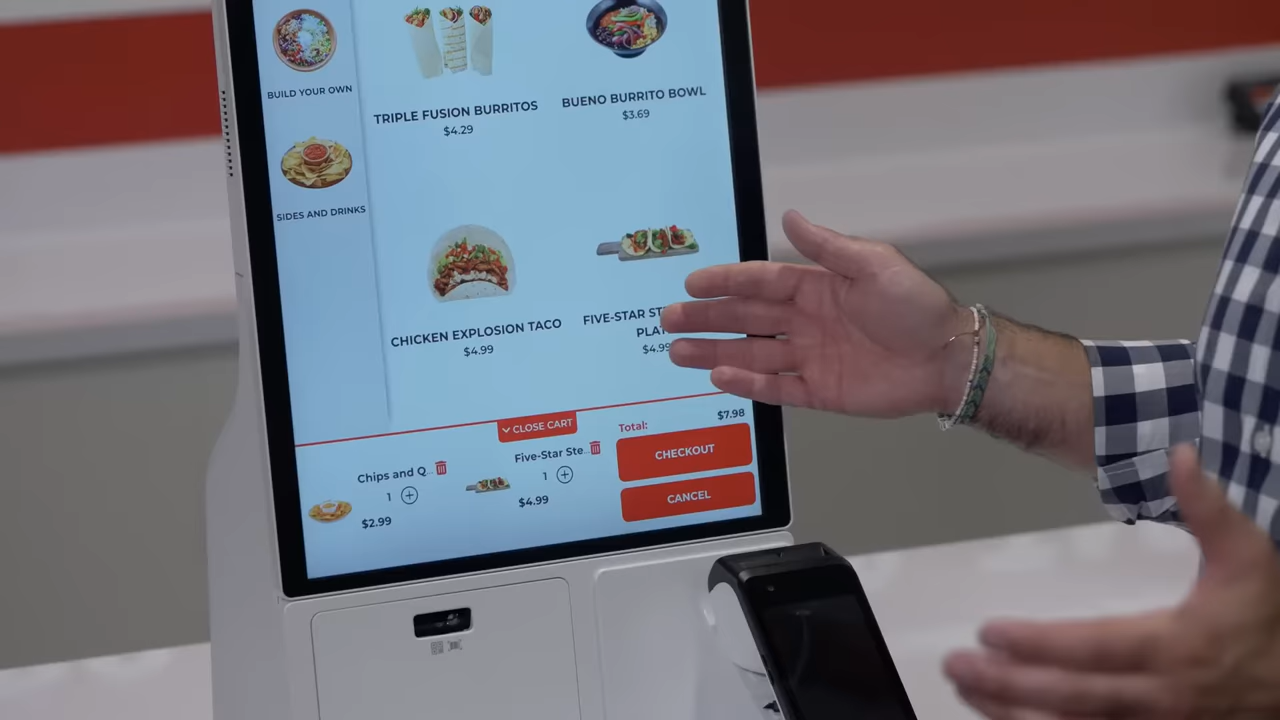 BUILD YOUR OWN
SIDES AND DRINKS
TRIPLE FUSION BURRITOS
$4.29
BUENO BURRITO BOWL
$3.69
CHICKEN EXPLOSION TACO
$4.99
FIVE-STAR
$4.99
CLOSE CART
Chips and Q...
1
$2.99
Five-Star Ste...
1
$4.99
Total:
$7.98
CHECKOUT
CANCEL